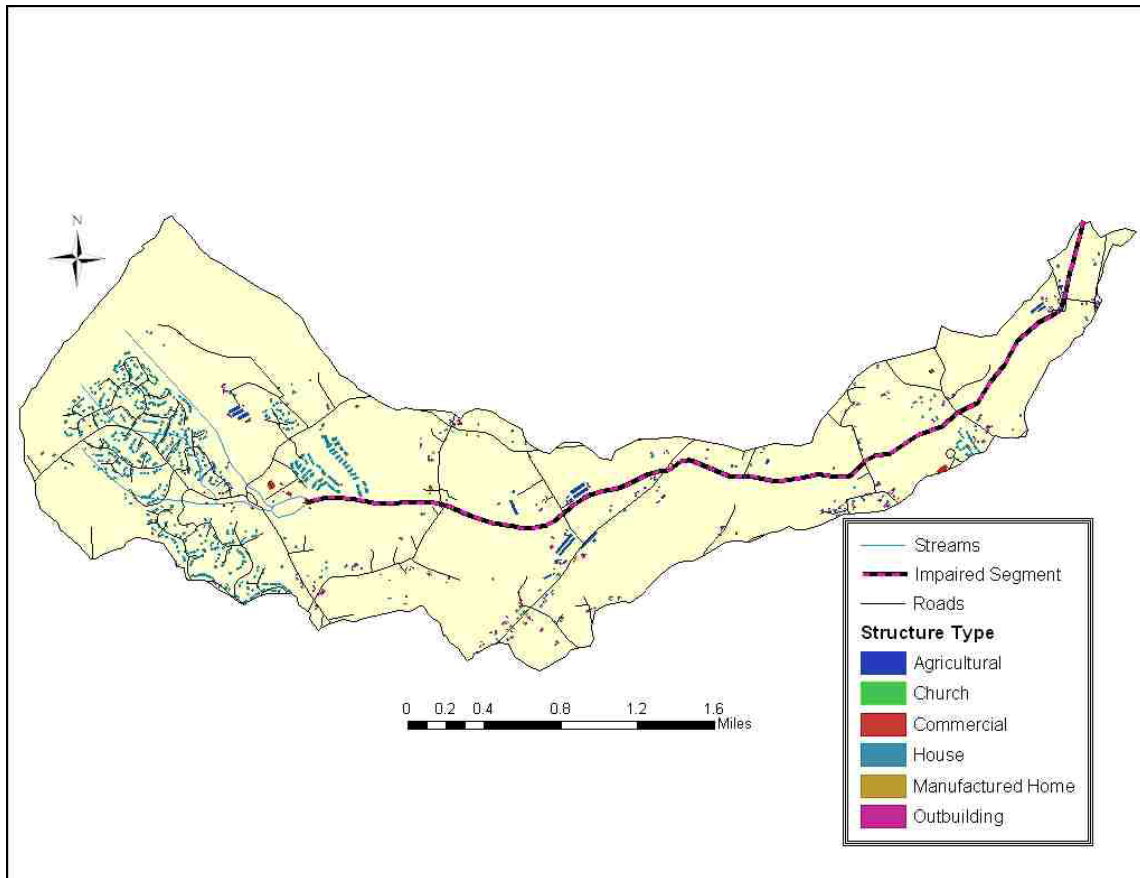 N
0 0.2 0.4 0.8 1.2 1.6
Miles
Streams
Impaired Segment
Roads
Structure Type
Agricultural
Church
Commercial
House
Manufactured Home
Outbuilding